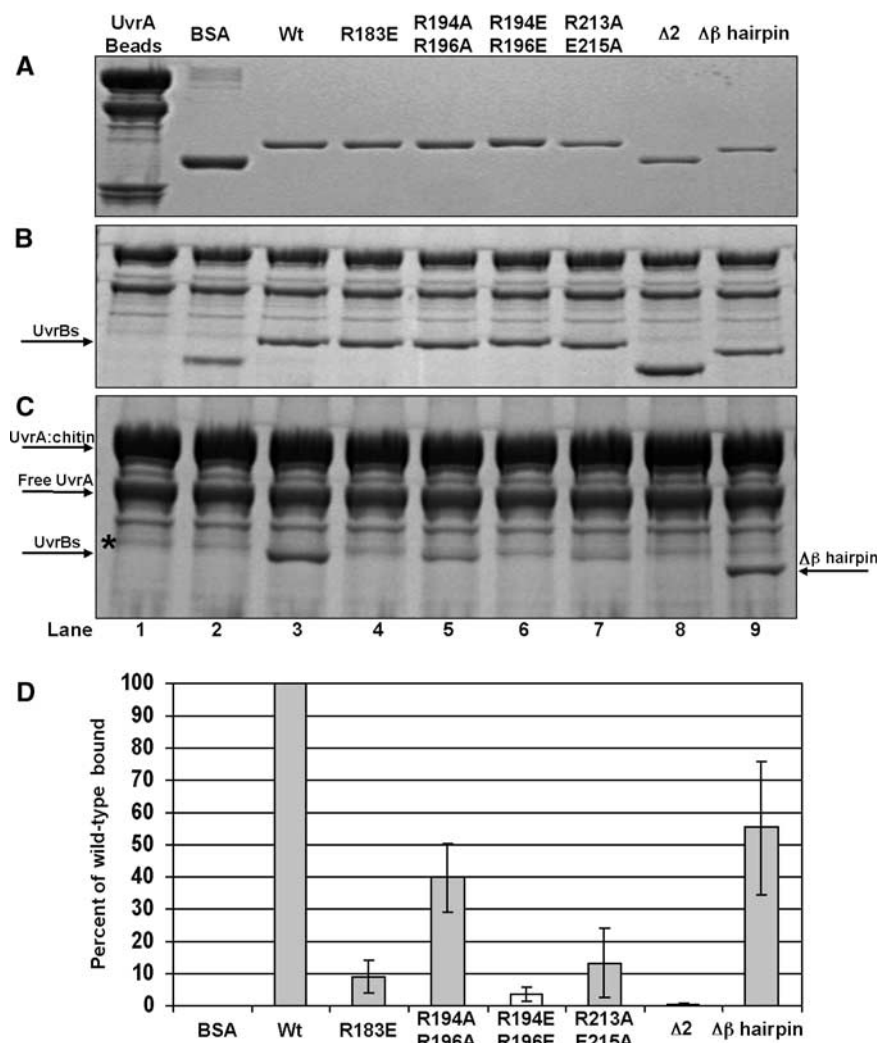 UvrA BSA Wt R183E R194A R194E R213A Δ2 Δβ hairpin
Beads R196A R196E E215A
A
B
UvrBs
C
UvrA:chitin
Free UvrA
*
UvrBs
Δβ hairpin
Lane 1 2 3 4 5 6 7 8 9
D
Percent of wild-type bound
100
90
80
70
60
50
40
30
20
10
0
BSA Wt R183E R194A R194E R213A Δ2 Δβ hairpin
R196A R196E E215A